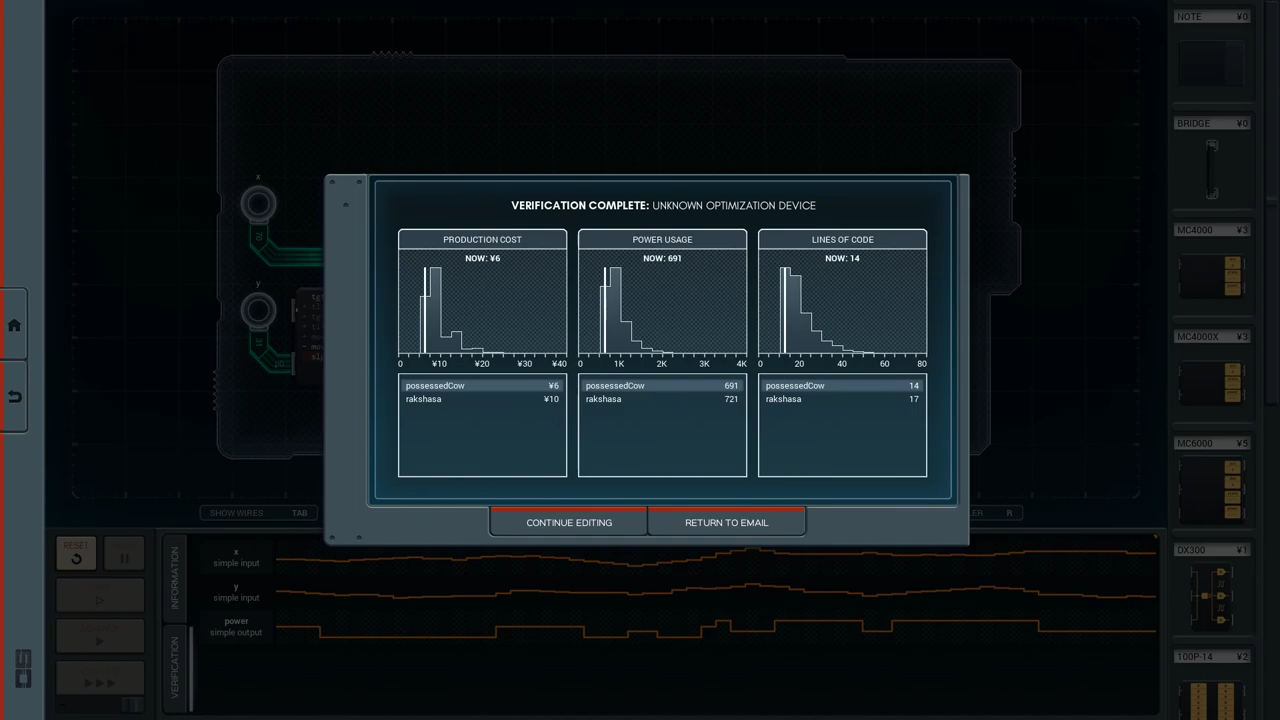 NOTE ¥0
BRIDGE ¥0
MC4000 ¥3
MC4000X ¥3
MC6000 ¥5
DX300 ¥1
100P-14 ¥2
x
70
y
31
VERIFICATION COMPLETE: UNKNOWN OPTIMIZATION DEVICE
PRODUCTION COST
NOW: ¥6
0 ¥10 ¥20 ¥30 ¥40
possessedCow ¥6
rakshasa ¥10
POWER USAGE
NOW: 691
0 1K 2K 3K 4K
possessedCow 691
rakshasa 721
LINES OF CODE
NOW: 14
0 20 40 60 80
possessedCow 14
rakshasa 17
CONTINUE EDITING
RETURN TO EMAIL
SHOW WIRES TAB
R
RESET
INFORMATION
VERIFICATION
x
simple input
y
simple input
power
simple output